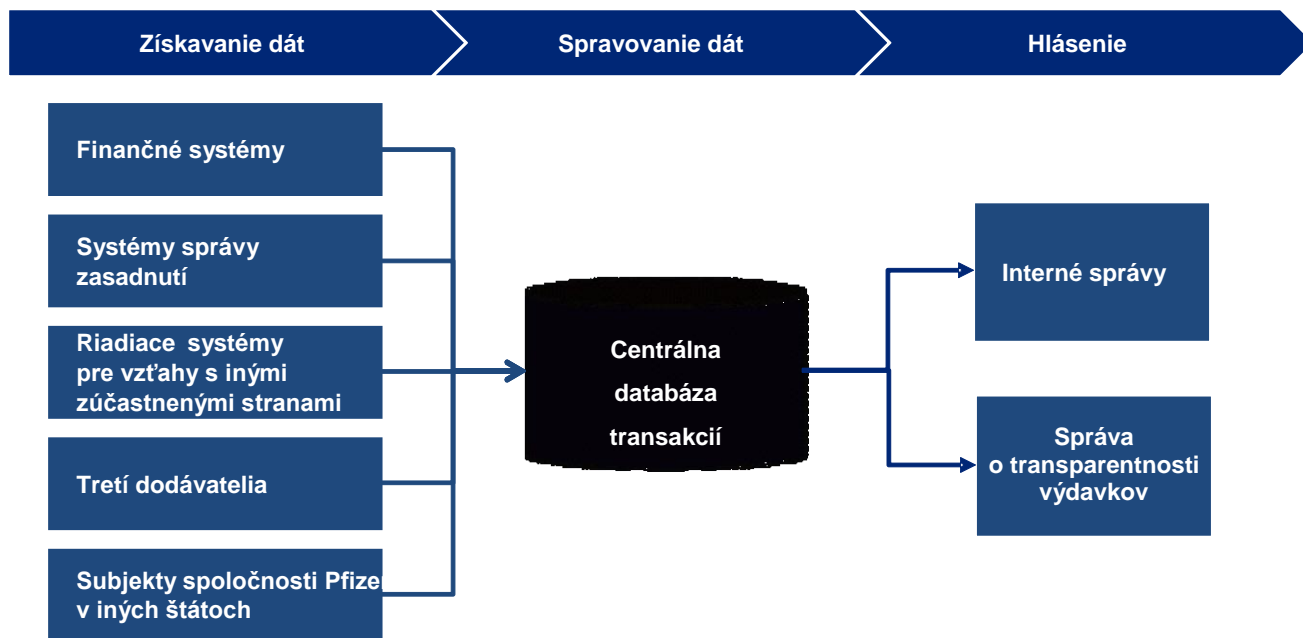 Získavanie dát
Spravovanie dát
Hlásenie
Finančné systémy
Systémy správy
zasadnutí
Riadiace systémy
pre vzťahy s inými
zúčastnenými stranami
Tretí dodávatelia
Subjekty spoločnosti Pfizer
v iných štátoch
Centrálna
databáza
transakcií
Interné správy
Správa
o transparentnosti
výdavkov